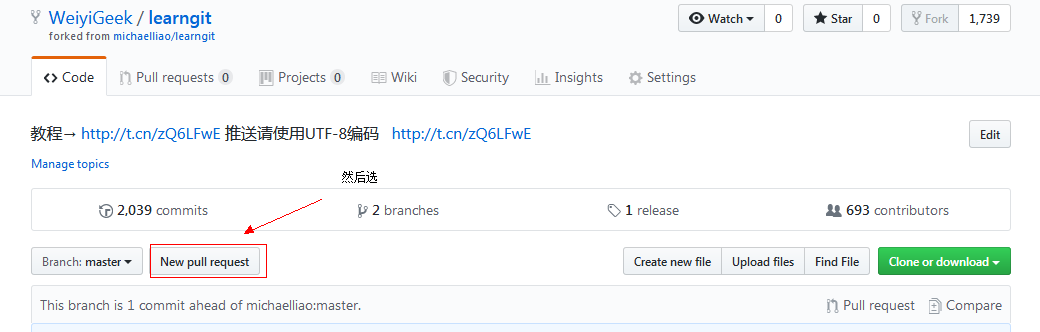 WeiyiGeek / learngit
Watch 0 Star 0 Fork 1,739
forked from michaelliao/learngit
Code Pull requests 0 Projects 0 Wiki Security Insights Settings
教程→ http://t.cn/zQ6LFwE 推送请使用UTF-8编码 http://t.cn/zQ6LFwE
Edit
Manage topics
然后选
2,039 commits 2 branches 1 release 693 contributors
Branch: master New pull request Create new file Upload files Find File Clone or download
This branch is 1 commit ahead of michaelliao:master. Pull request Compare